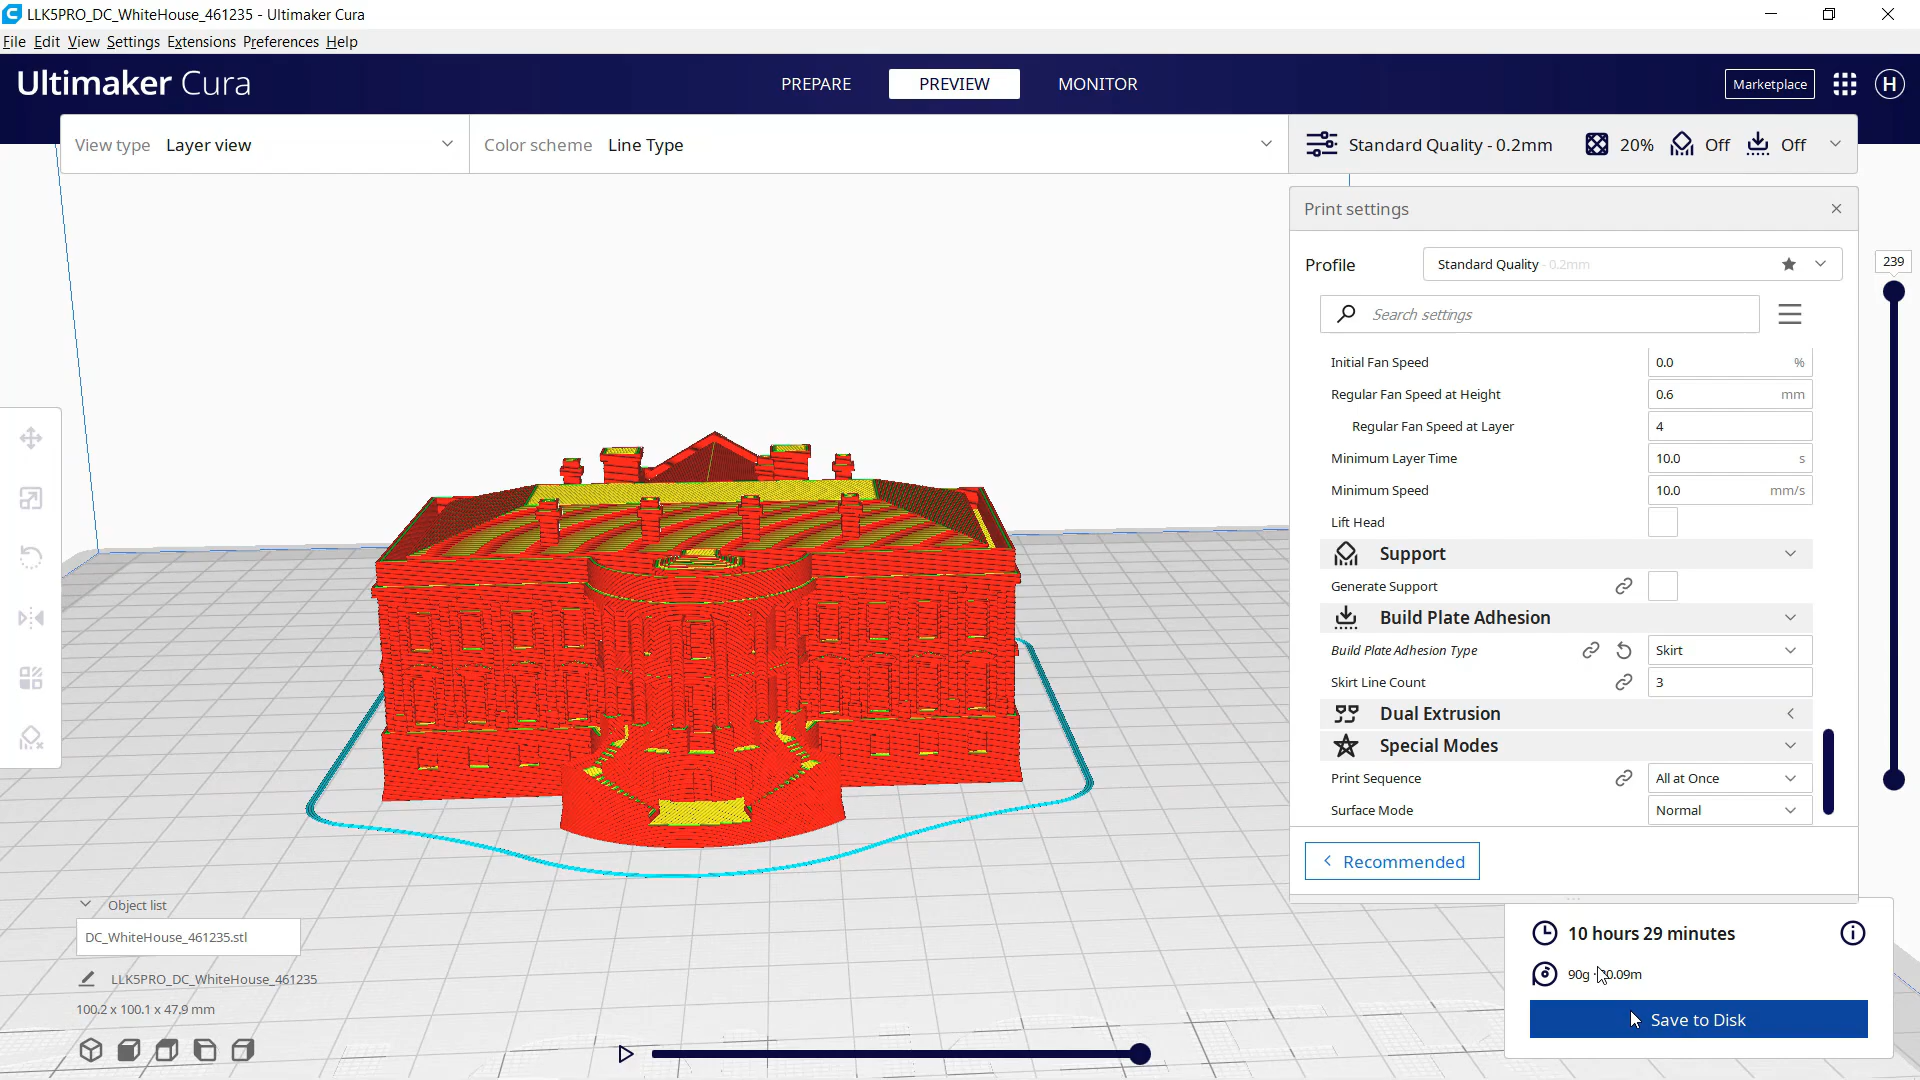 LLK5PRO_DC_WhiteHouse_461235 - Ultimaker Cura
File Edit View Settings Extensions Preferences Help
Ultimaker Cura
PREPARE
PREVIEW
MONITOR
Marketplace
H
View type Layer view
Color scheme Line Type
Standard Quality - 0.2mm
20%
Off
Off
Print settings
Profile
Standard Quality - 0.2mm
Search settings
Initial Fan Speed 0.0 %
Regular Fan Speed at Height 0.6 mm
Regular Fan Speed at Layer 4
Minimum Layer Time 10.0 s
Minimum Speed 10.0 mm/s
Lift Head
Support
Generate Support
Build Plate Adhesion
Build Plate Adhesion Type Skirt
Skirt Line Count 3
Dual Extrusion
Special Modes
Print Sequence All at Once
Surface Mode Normal
Recommended
239
Object list
DC_WhiteHouse_461235.stl
LLK5PRO_DC_WhiteHouse_461235
100.2 x 100.1 x 47.9 mm
10 hours 29 minutes
90g
Save to Disk